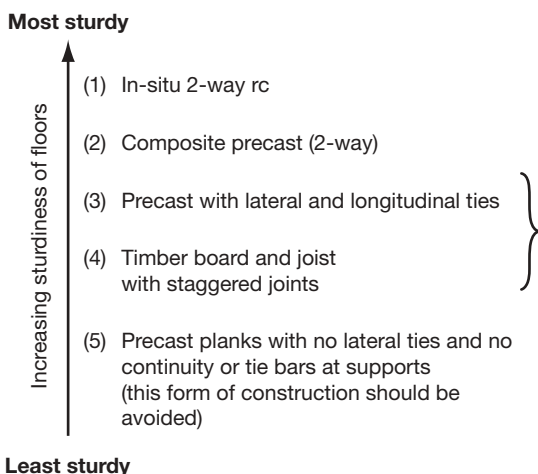 Most sturdy
Increasing sturdiness of floors
(1) In-situ 2-way rc
(2) Composite precast (2-way)
(3) Precast with lateral and longitudinal ties
(4) Timber board and joist
with staggered joints
(5) Precast planks with no lateral ties and no
continuity or tie bars at supports
(this form of construction should be
avoided)
Least sturdy